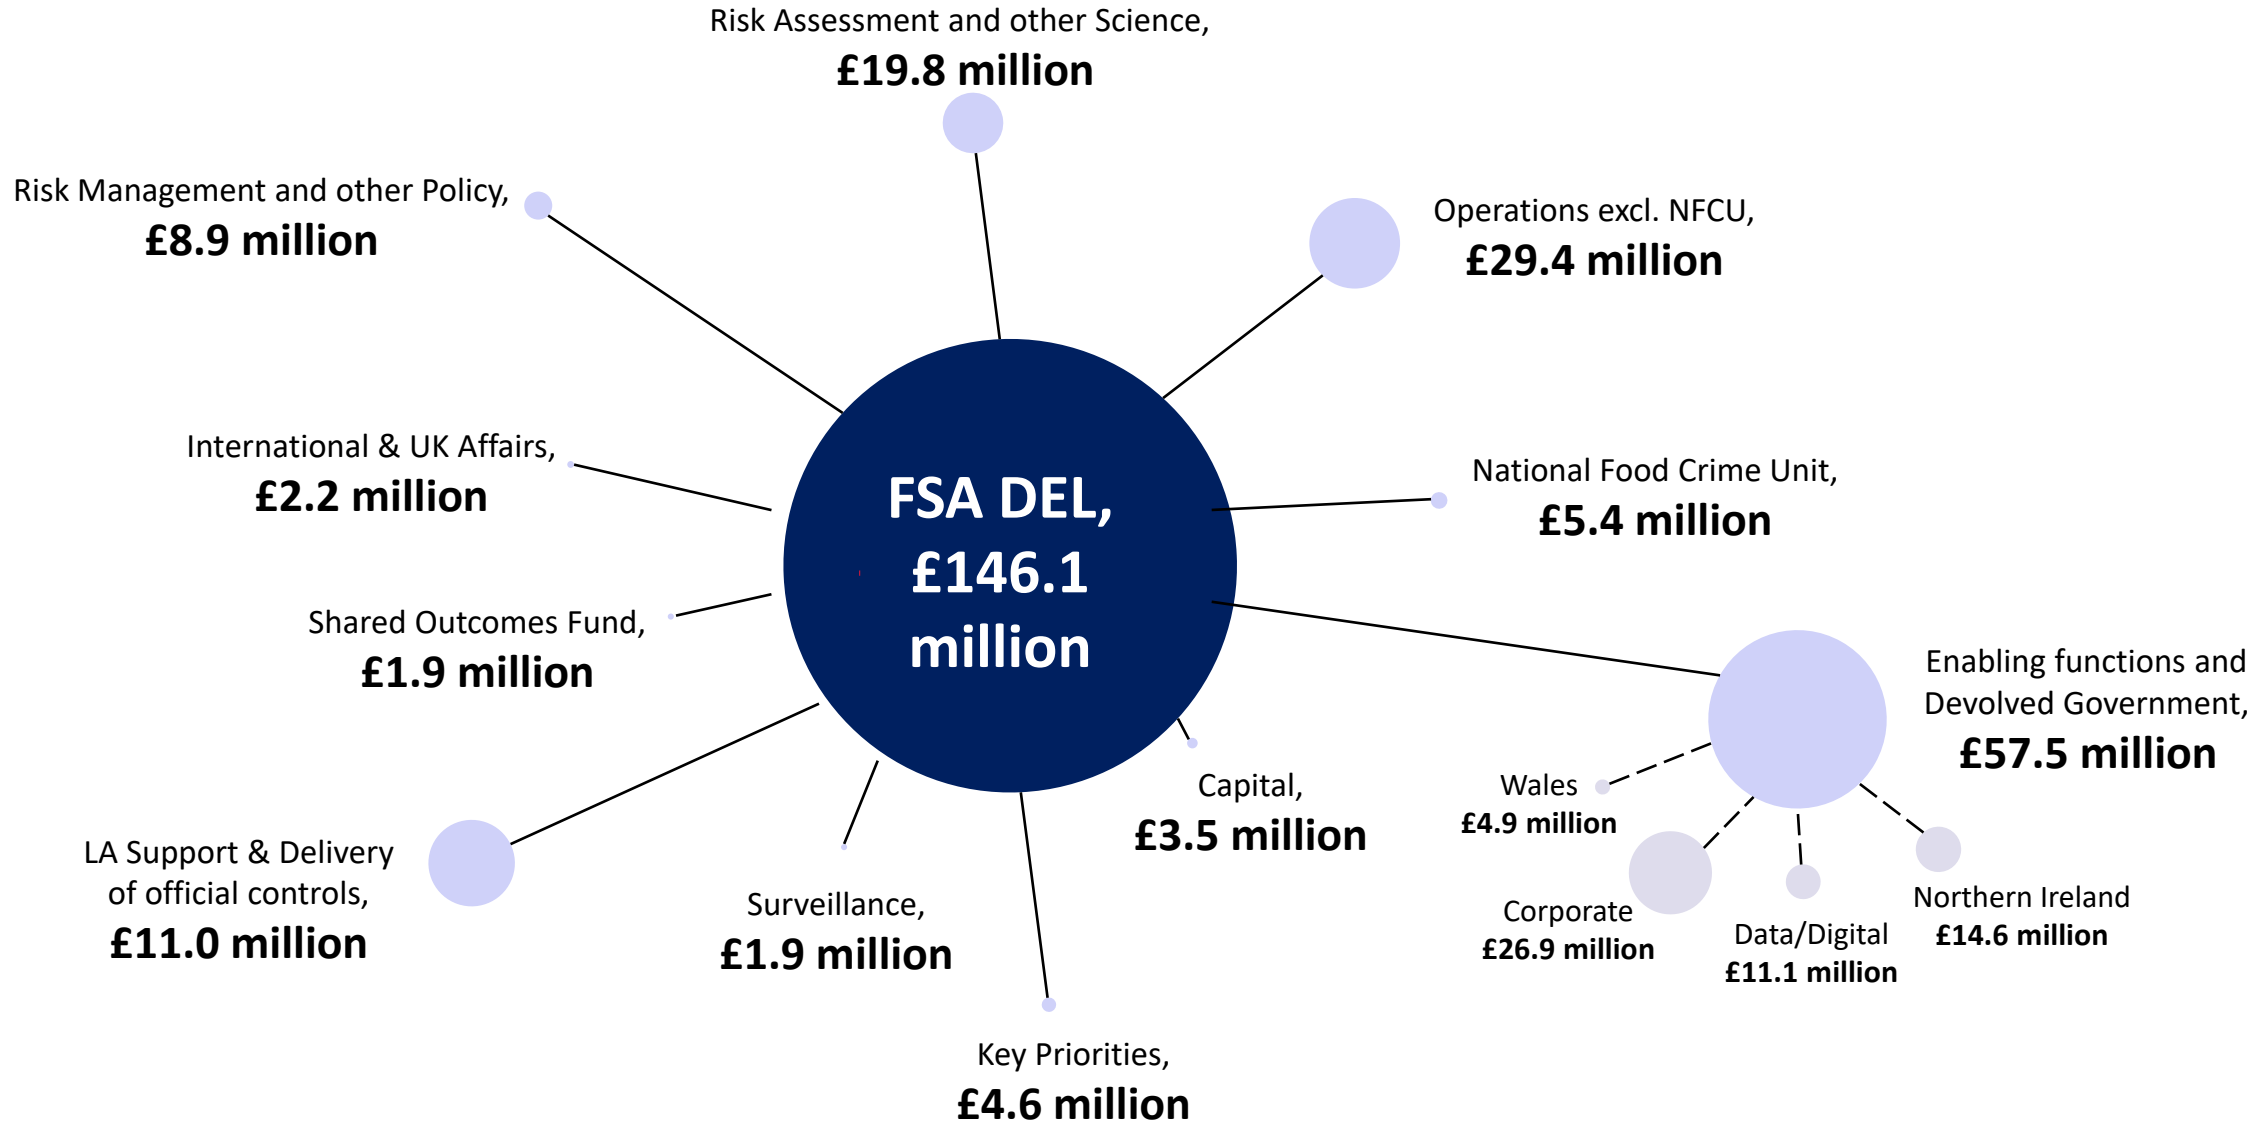 Risk Assessment and other Science,
£19.8 million
Risk Management and other Policy,
£8.9 million
Operations excl. NFCU,
£29.4 million
International & UK Affairs,
£2.2 million
FSA DEL,
£146.1
million
National Food Crime Unit,
£5.4 million
Shared Outcomes Fund,
£1.9 million
Enabling functions and
Devolved Government,
£57.5 million
Capital,
£3.5 million
Wales
£4.9 million
LA Support & Delivery
of official controls,
£11.0 million
Surveillance,
£1.9 million
Corporate
£26.9 million
Data/Digital
£11.1 million
Northern Ireland
£14.6 million
Key Priorities,
£4.6 million